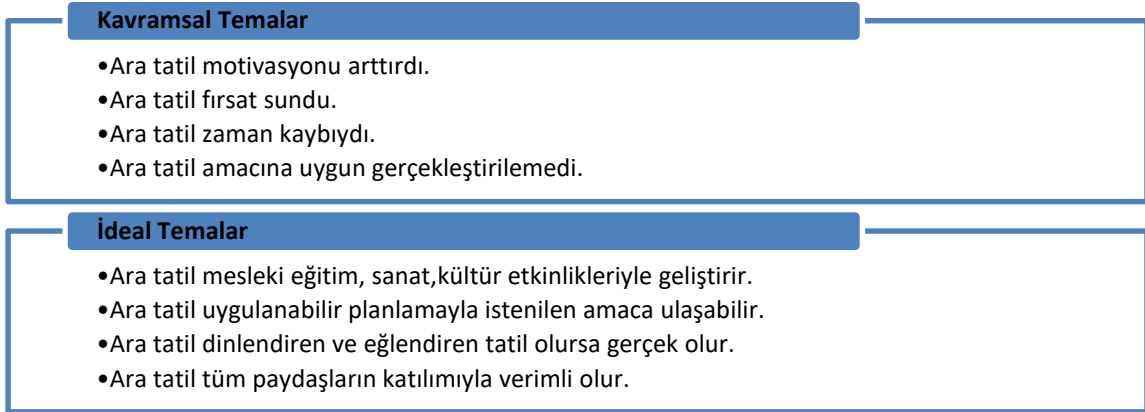 Kavramsal Temalar
•Ara tatil motivasyonu arttırdı.
•Ara tatil fırsat sundu.
•Ara tatil zaman kaybıydı.
•Ara tatil amacına uygun gerçekleştirilemedi.
İdeal Temalar
•Ara tatil mesleki eğitim, sanat,kültür etkinlikleriyle geliştirir.
•Ara tatil uygulanabilir planlamayla istenilen amaca ulaşabilir.
•Ara tatil dinlendiren ve eğlendiren tatil olursa gerçek olur.
•Ara tatil tüm paydaşların katılımıyla verimli olur.